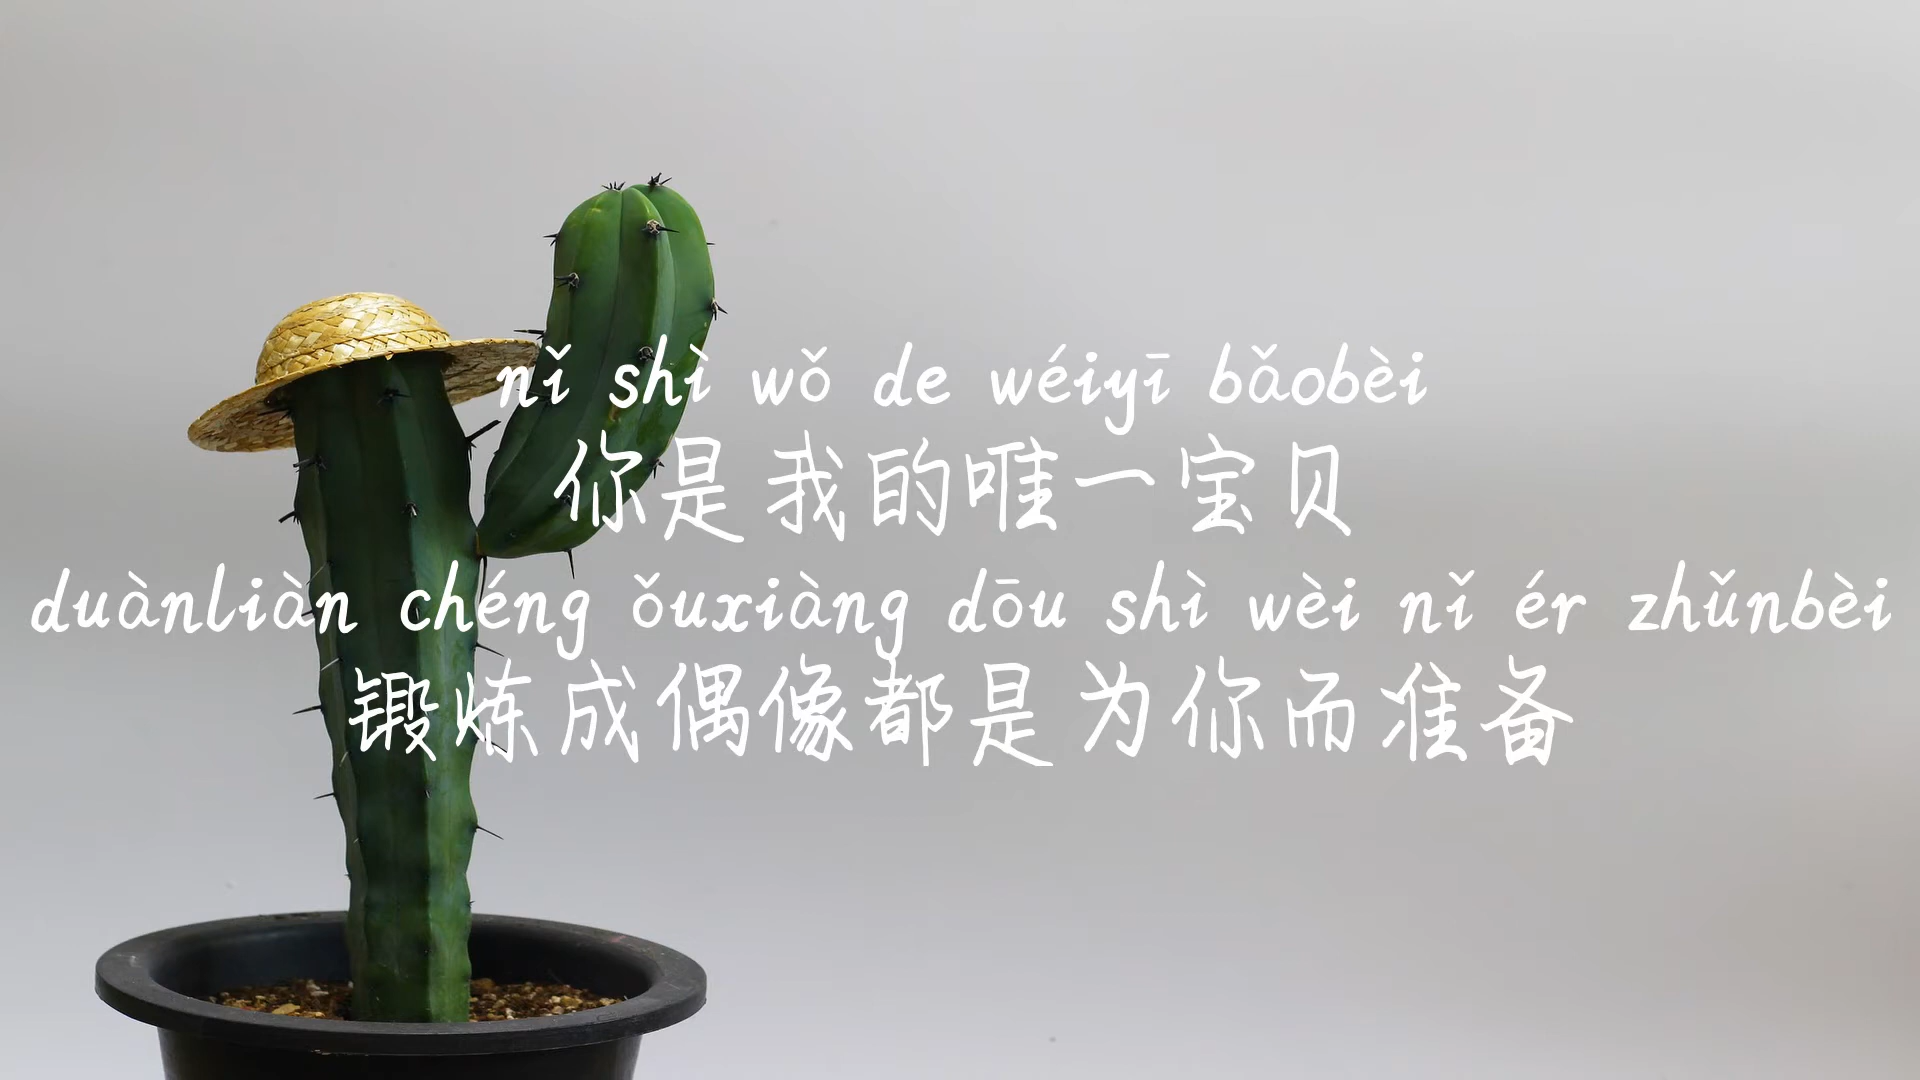 nǐ shì wǒ de wéiyī bǎobèi
你是我的唯一宝贝
duànliàn chéng ǒuxiàng dōu shì wèi nǐ ér zhǔnbèi
锻炼成偶像都是为你而准备